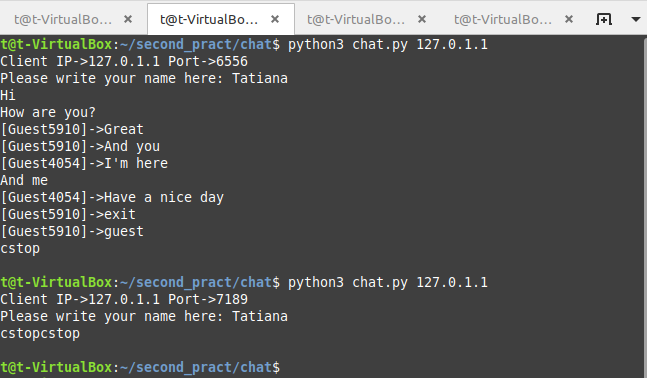 t@t-VirtualBo... × t@t-VirtualBo... × t@t-VirtualBo... × t@t-VirtualBo... ×
t@t-VirtualBox:~/second_pract/chat$ python3 chat.py 127.0.1.1
Client IP->127.0.1.1 Port->6556
Please write your name here: Tatiana
Hi
How are you?
[Guest5910]->Great
[Guest5910]->And you
[Guest4054]->I'm here
And me
[Guest4054]->Have a nice day
[Guest5910]->exit
[Guest5910]->guest
cstop
t@t-VirtualBox:~/second_pract/chat$ python3 chat.py 127.0.1.1
Client IP->127.0.1.1 Port->7189
Please write your name here: Tatiana
cstopcstop
t@t-VirtualBox:~/second_pract/chat$